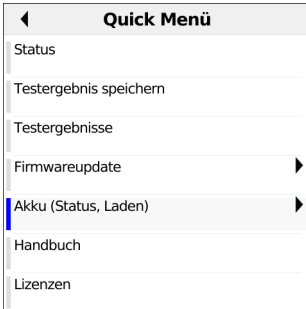 Quick Menü
Status
Testergebnis speichern
Testergebnisse
Firmwareupdate
Akku (Status, Laden)
Handbuch
Lizenzen